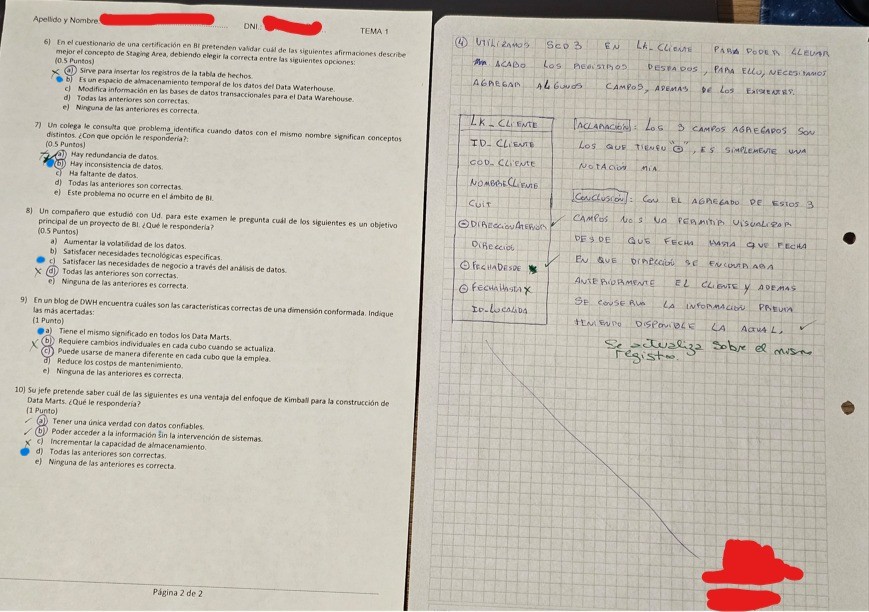 Apellido y Nombre
DNI:
TEMA 1
6) En el cuestionario de una certificación en BI pretenden validar cuál de las siguientes afirmaciones describe
mejor el concepto de Staging Area, debiendo elegir la correcta entre las siguientes opciones:
(0.5 Puntos)
a) Sirve para insertar los registros de la tabla de hechos.
b) Es un espacio de almacenamiento temporal de los datos del Data Waterhouse.
c) Modifica información en las bases de datos transaccionales para el Data Warehouse.
d) Todas las anteriores son correctas.
e) Ninguna de las anteriores es correcta.
7) Un colega le consulta que problema identifica cuando datos con el mismo nombre significan conceptos
distintos. ¿Con que opción le respondería?:
(0.5 Puntos)
a) Hay redundancia de datos.
b) Hay inconsistencia de datos.
c) Ha faltante de datos.
d) Todas las anteriores son correctas.
e) Este problema no ocurre en el ámbito de BI.
8) Un compañero que estudió con Ud. para este examen le pregunta cuál de los siguientes es un objetivo
principal de un proyecto de BI. ¿Qué le respondería?
(0.5 Puntos)
a) Aumentar la volatilidad de los datos.
b) Satisfacer necesidades tecnológicas específicas.
c) Satisfacer las necesidades de negocio a través del análisis de datos.
d) Todas las anteriores son correctas.
e) Ninguna de las anteriores es correcta.
9) En un blog de DWH encuentra cuáles son las características correctas de una dimensión conformada. Indique
las más acertadas:
(1 Punto)
a) Tiene el mismo significado en todos los Data Marts.
b) Requiere cambios individuales en cada cubo cuando se actualiza.
c) Puede usarse de manera diferente en cada cubo que la emplea.
d) Reduce los costos de mantenimiento.
e) Ninguna de las anteriores es correcta.
10) Su jefe pretende saber cuál de las siguientes es una ventaja del enfoque de Kimball para la construcción de
Data Marts. ¿Qué le respondería?
(1 Punto)
a) Tener una única verdad con datos confiables.
b) Poder acceder a la información sin la intervención de sistemas.
c) Incrementar la capacidad de almacenamiento.
d) Todas las anteriores son correctas.
e) Ninguna de las anteriores es correcta.
Página 2 de 2
④ UTILIZAMOS SCD 3 EN LA_CLIENTE PARA PODER LLEVAR
A CABO LOS REGISTROS DESEADOS, PARA ELLO, NECESITAMOS
AGREGAR ALGUNOS CAMPOS, ADEMAS DE LOS EXISTENTES.
LK_CLIENTE
ID_CLIENTE
COD_CLIENTE
NOMBRECLIENTE
CUIT
DIRECCIONANTERIOR
DIRECCION
FECHADESDE
FECHAHASTA
ID_LOCALIDAD
ACLARACIÓN: LOS 3 CAMPOS AGREGADOS SON
LOS QUE TIENEN "⊖", ES SIMPLEMENTE UNA
NOTACION MIA
CONCLUSION: CON EL AGREGADO DE ESTOS 3
CAMPOS NOS VA PERMITIR VISUALIZAR
DESDE QUE FECHA HASTA QUE FECHA
EN QUE DIRECCION SE ENCONTRABA
ANTERIORMENTE EL CLIENTE Y ADEMAS
SE CONSERVA LA INFORMACION PREVIA
TENIENDO DISPONIBLE LA ACTUAL.
Se actualiza sobre el mismo
registro.